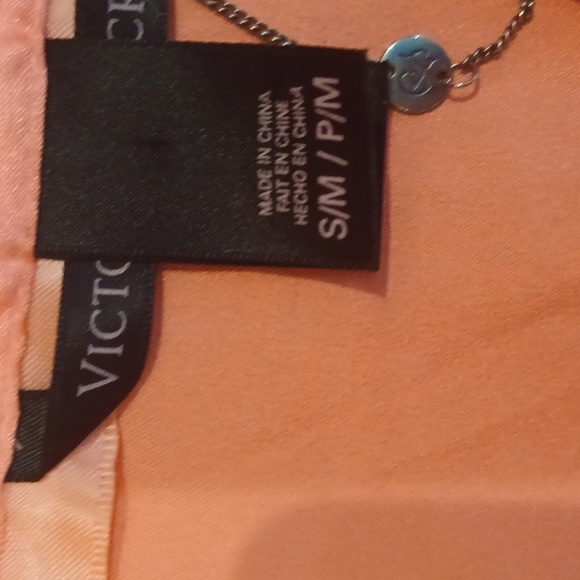 VICTO
MADE IN CHINA
FAIT EN CHINE
HECHO EN CHINA
S/M / P/M